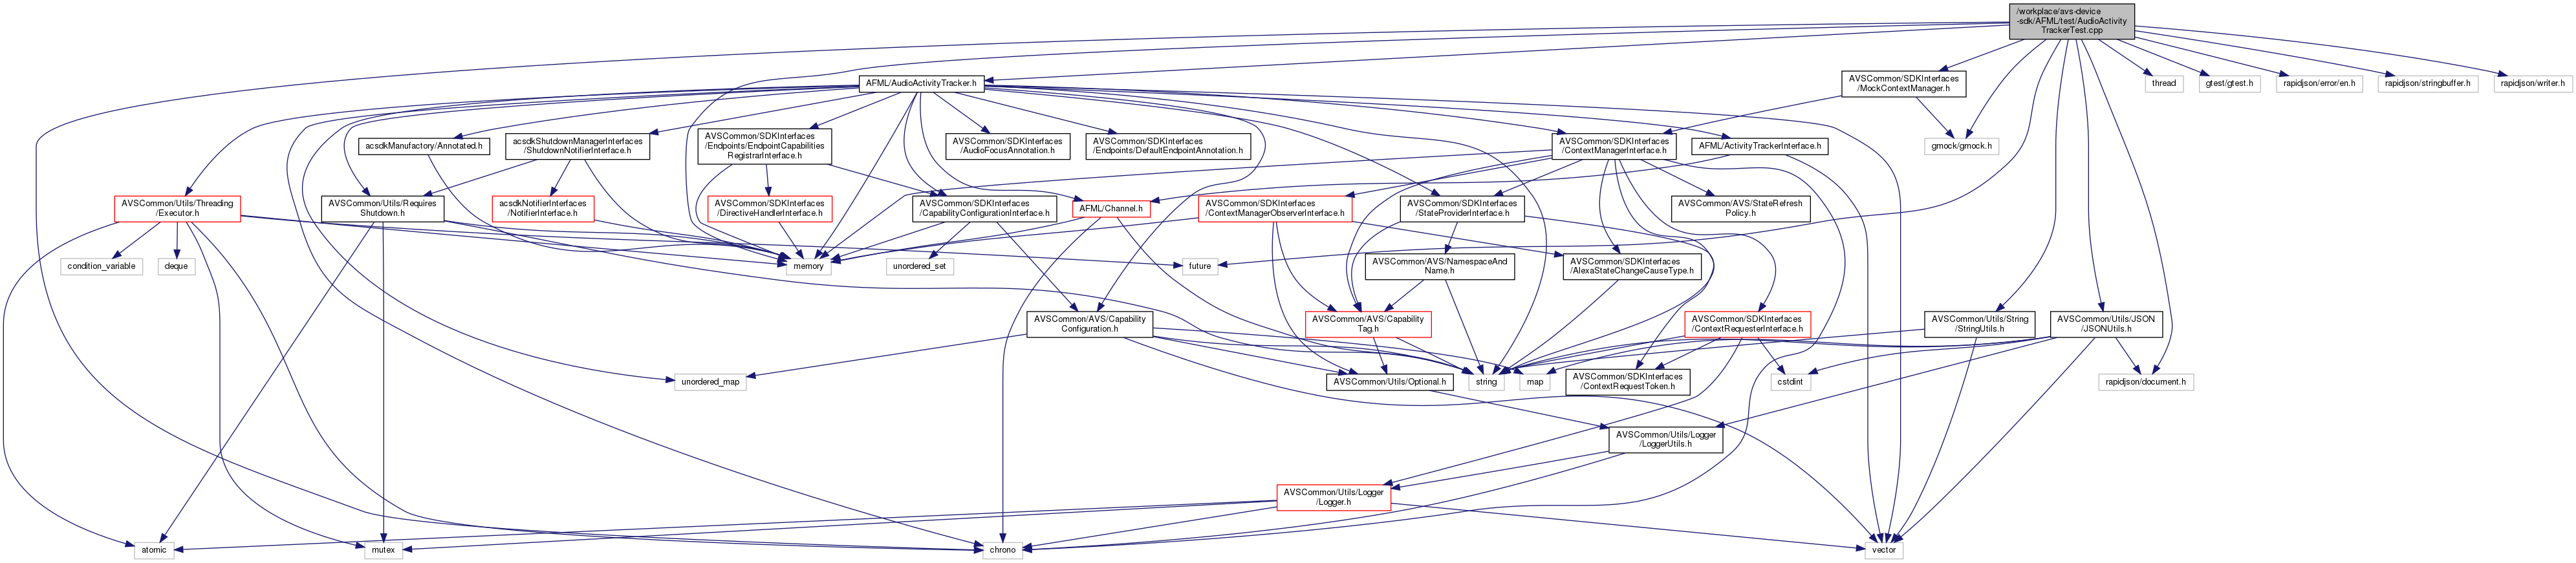 /workplace/avs-device
-sdk/AFML/test/AudioActivity
TrackerTest.cpp
AFML/AudioActivityTracker.h
AVSCommon/SDKInterfaces
/MockContextManager.h
thread
gtest/gtest.h
rapidjson/error/en.h
rapidjson/stringbuffer.h
rapidjson/writer.h
acsdkManufactory/Annotated.h
acsdkShutdownManagerInterfaces
/ShutdownNotifierInterface.h
AVSCommon/SDKInterfaces
/Endpoints/EndpointCapabilities
RegistrarInterface.h
AVSCommon/SDKInterfaces
/AudioFocusAnnotation.h
AVSCommon/SDKInterfaces
/Endpoints/DefaultEndpointAnnotation.h
AVSCommon/SDKInterfaces
/ContextManagerInterface.h
AFML/ActivityTrackerInterface.h
gmock/gmock.h
AVSCommon/Utils/Threading
/Executor.h
AVSCommon/Utils/Requires
Shutdown.h
acsdkNotifierInterfaces
/NotifierInterface.h
AVSCommon/SDKInterfaces
/DirectiveHandlerInterface.h
AVSCommon/SDKInterfaces
/CapabilityConfigurationInterface.h
AFML/Channel.h
AVSCommon/SDKInterfaces
/ContextManagerObserverInterface.h
AVSCommon/SDKInterfaces
/StateProviderInterface.h
AVSCommon/AVS/StateRefresh
Policy.h
condition_variable
deque
memory
unordered_set
future
AVSCommon/AVS/NamespaceAnd
Name.h
AVSCommon/SDKInterfaces
/AlexaStateChangeCauseType.h
AVSCommon/AVS/Capability
Configuration.h
AVSCommon/AVS/Capability
Tag.h
AVSCommon/SDKInterfaces
/ContextRequesterInterface.h
AVSCommon/Utils/String
/StringUtils.h
AVSCommon/Utils/JSON
/JSONUtils.h
unordered_map
AVSCommon/Utils/Optional.h
string
map
AVSCommon/SDKInterfaces
/ContextRequestToken.h
cstdint
rapidjson/document.h
AVSCommon/Utils/Logger
/LoggerUtils.h
AVSCommon/Utils/Logger
/Logger.h
atomic
mutex
chrono
vector